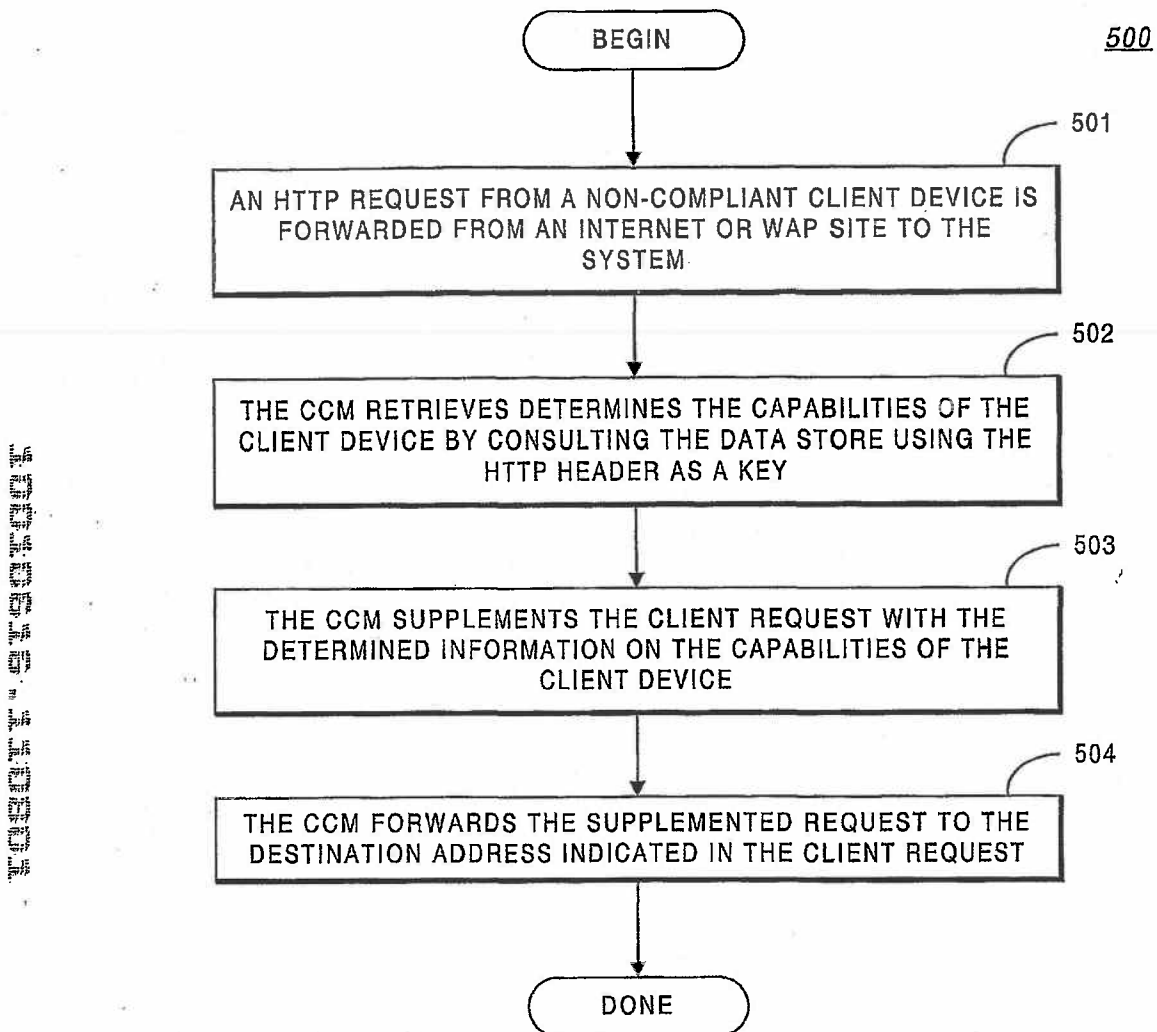 BEGIN
500
501
AN HTTP REQUEST FROM A NON-COMPLIANT CLIENT DEVICE IS
FORWARDED FROM AN INTERNET OR WAP SITE TO THE
SYSTEM
502
THE CCM RETRIEVES DETERMINES THE CAPABILITIES OF THE
CLIENT DEVICE BY CONSULTING THE DATA STORE USING THE
HTTP HEADER AS A KEY
503
THE CCM SUPPLEMENTS THE CLIENT REQUEST WITH THE
DETERMINED INFORMATION ON THE CAPABILITIES OF THE
CLIENT DEVICE
504
THE CCM FORWARDS THE SUPPLEMENTED REQUEST TO THE
DESTINATION ADDRESS INDICATED IN THE CLIENT REQUEST
DONE